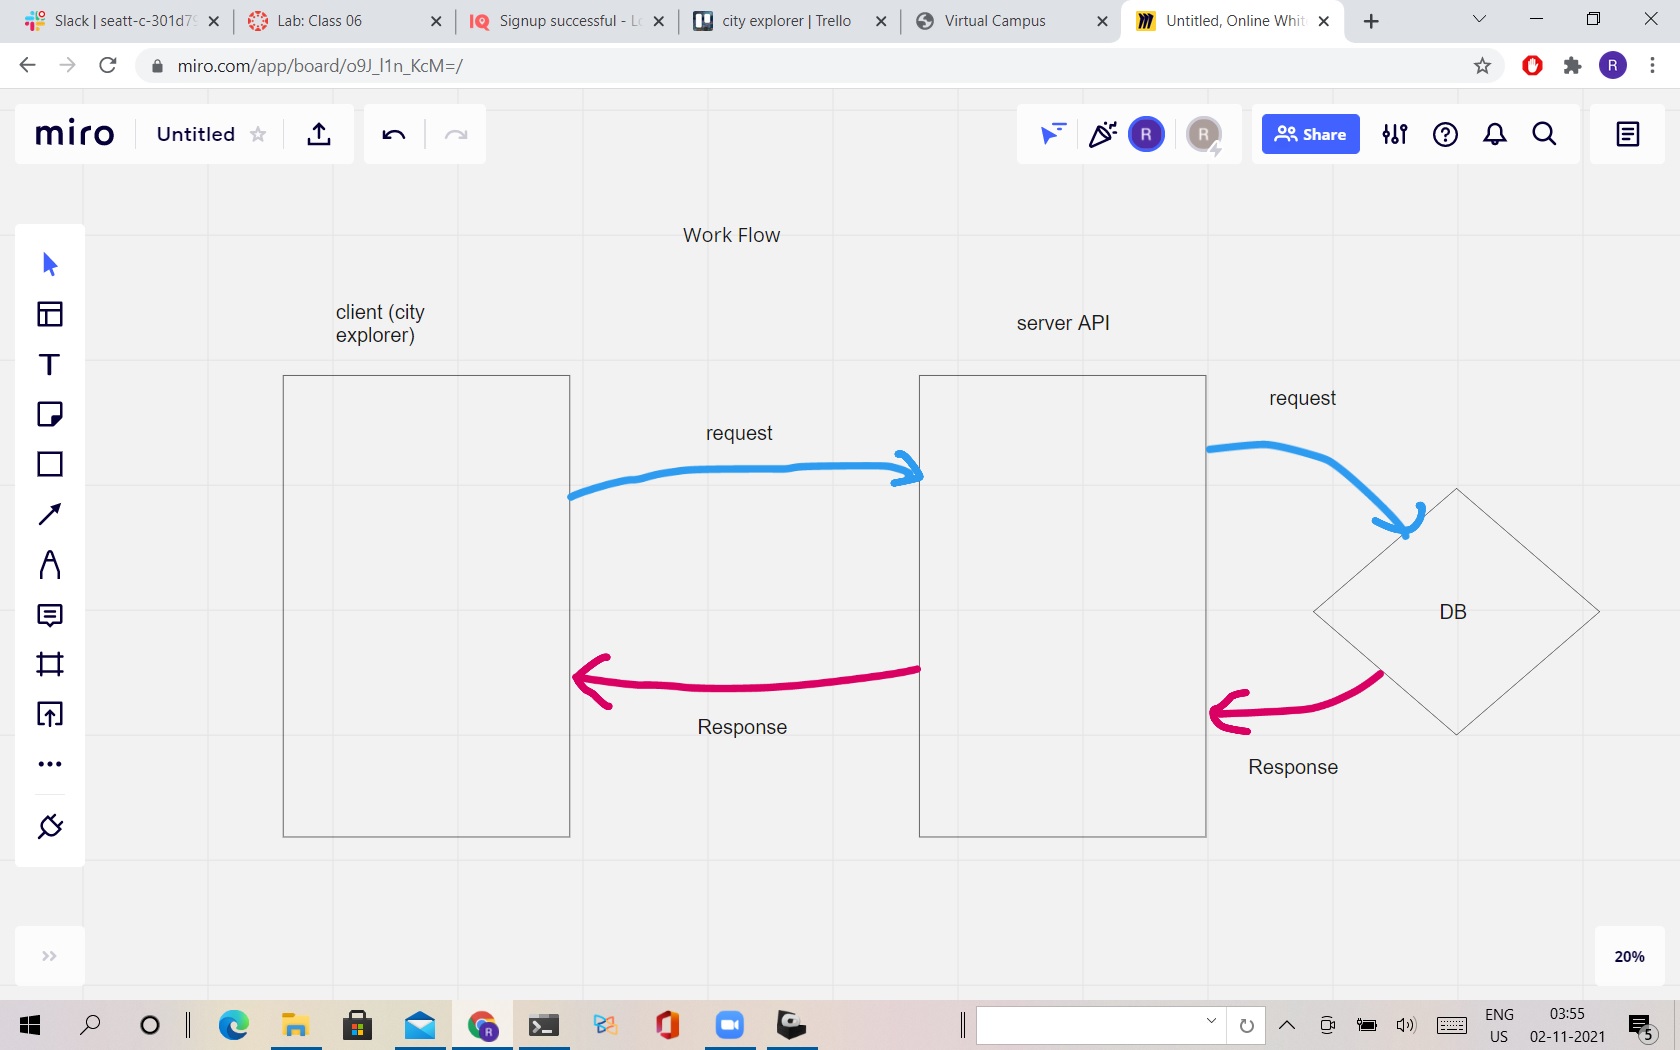 Slack | seatt-c-301d79
Lab: Class 06
Signup successful - Lo
city explorer | Trello
Virtual Campus
Untitled, Online Whit
miro.com/app/board/o9J_l1n_KcM=/
R
miro
Untitled
R
R
Share
Work Flow
client (city
explorer)
server API
request
request
DB
Response
Response
20%
R
ENG
US
03:55
02-11-2021
5